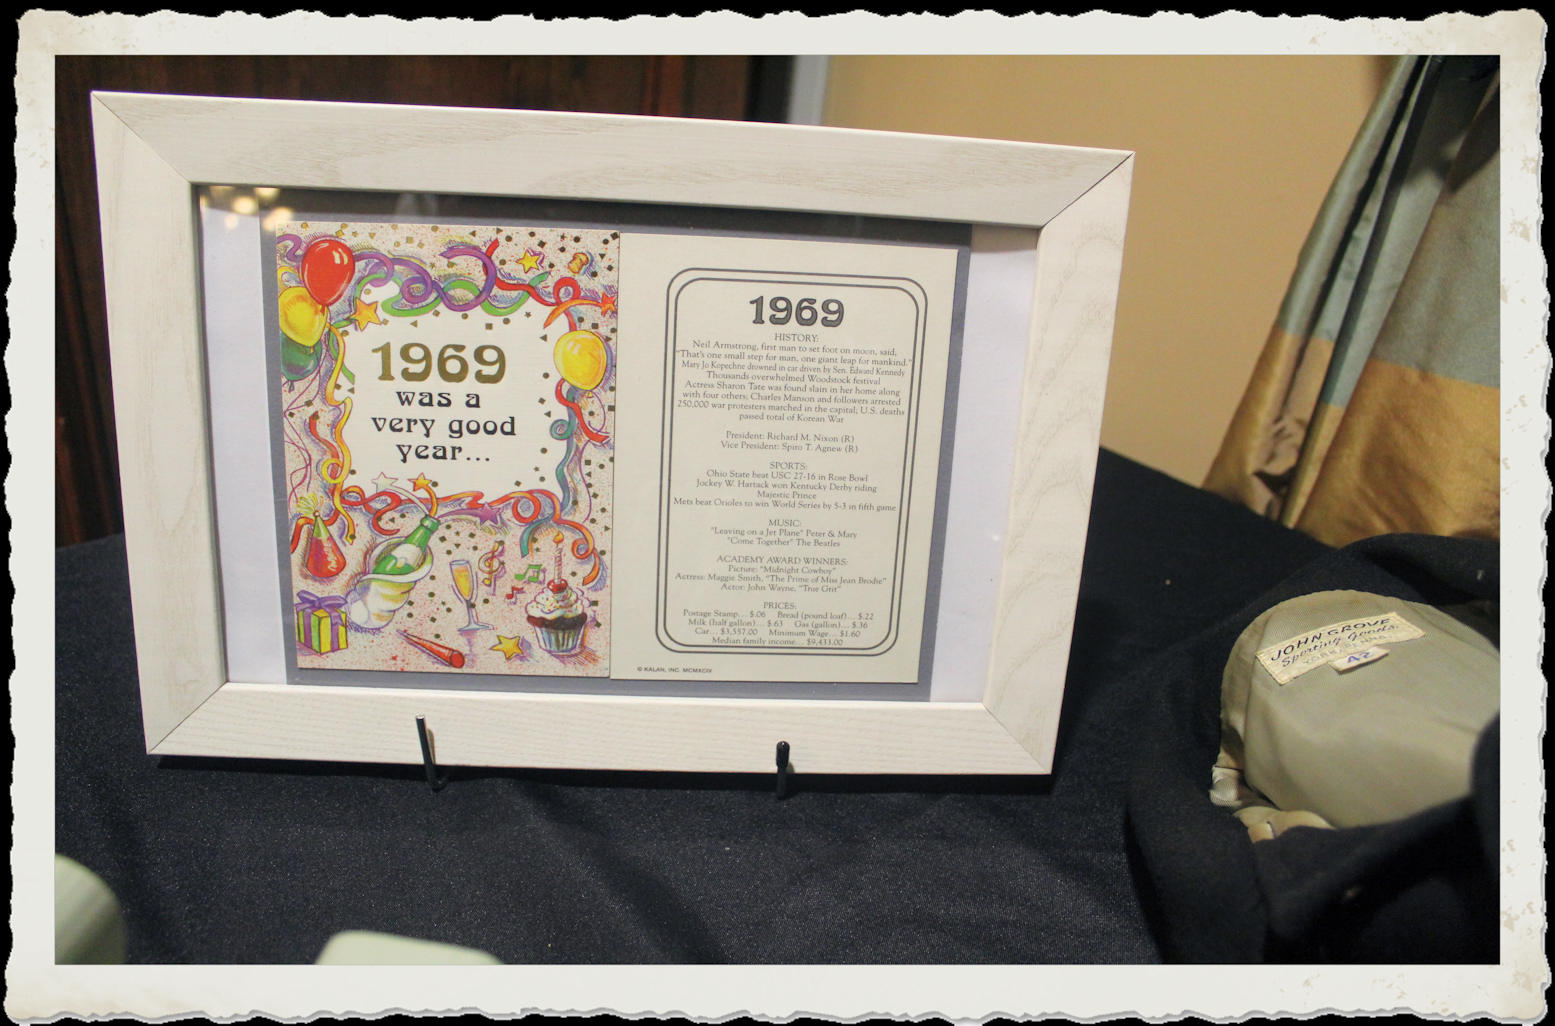 1969
was a
very good
year...
1969
HISTORY:
Neil Armstrong, first man to set foot on moon, said,
"That's one small step for man, one giant leap for mankind."
Mary Jo Kopechne drowned in car driven by Sen. Edward Kennedy
Thousands overwhelmed Woodstock festival
Actress Sharon Tate was found slain in her home along
with four others; Charles Manson and followers arrested
250,000 war protesters marched in the capital; U.S. deaths
passed total of Korean War
President: Richard M. Nixon (R)
Vice President: Spiro T. Agnew (R)
SPORTS:
Ohio State beat USC 27-16 in Rose Bowl
Jockey W. Hartack won Kentucky Derby riding
Majestic Prince
Mets beat Orioles to win World Series by 5-3 in fifth game
MUSIC:
"Leaving on a Jet Plane" Peter & Mary
"Come Together" The Beatles
ACADEMY AWARD WINNERS:
Picture: "Midnight Cowboy"
Actress: Maggie Smith, "The Prime of Miss Jean Brodie"
Actor: John Wayne, "True Grit"
PRICES:
Postage Stamp... $.06 Bread (pound loaf)... $.22
Milk (half gallon)... $.63 Gas (gallon)... $.36
Car... $3,557.00 Minimum Wage... $1.60
Median family income... $9,433.00
© KALAN, INC. MCMXCIV
JOHN GROVE
Sporting Goods
YORK,
42